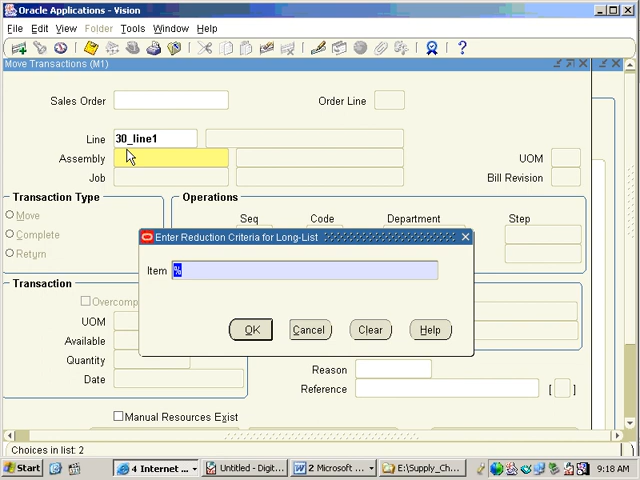 Oracle Applications - Vision
File Edit View Folder Tools Window Help
Move Transactions (M1)
Sales Order
Order Line
Line 30_line1
Assembly
UOM
Job
Bill Revision
Transaction Type
Operations
Move
Seq Code Department Step
Complete
Return
Enter Reduction Criteria for Long-List
Item %
OK Cancel Clear Help
Transaction
Overcomp
UOM
Available
Quantity
Reason
Date
Reference
[ ]
Manual Resources Exist
Choices in list: 2
Start
4 Internet ...
Untitled - Digit...
2 Microsoft ...
E:\Supply_Ch...
9:18 AM